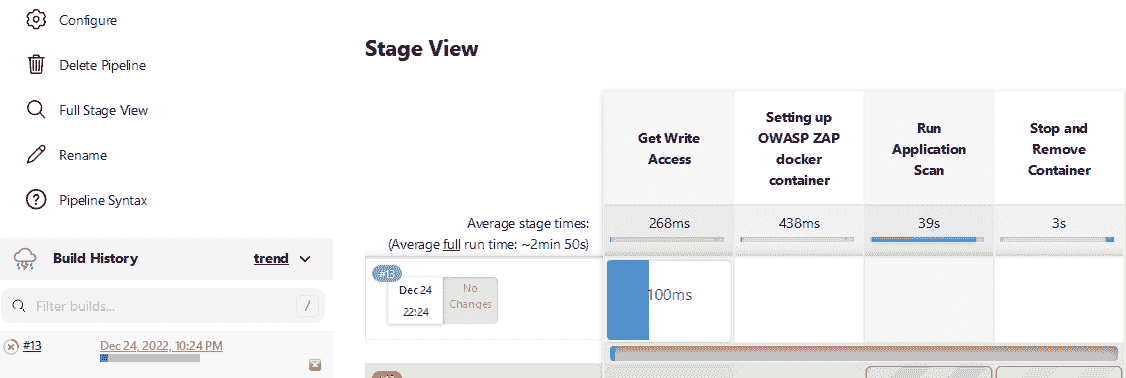 Configure
Delete Pipeline
Full Stage View
Rename
Pipeline Syntax
Build History
trend
Filter builds...
/
#13
Dec 24, 2022, 10:24 PM
Stage View
Get Write
Access
Setting up
OWASP ZAP
docker
container
Run
Application
Scan
Stop and
Remove
Container
Average stage times:
(Average full run time: ~2min 50s)
268ms
438ms
39s
3s
#13
Dec 24
22:24
No
Changes
100ms